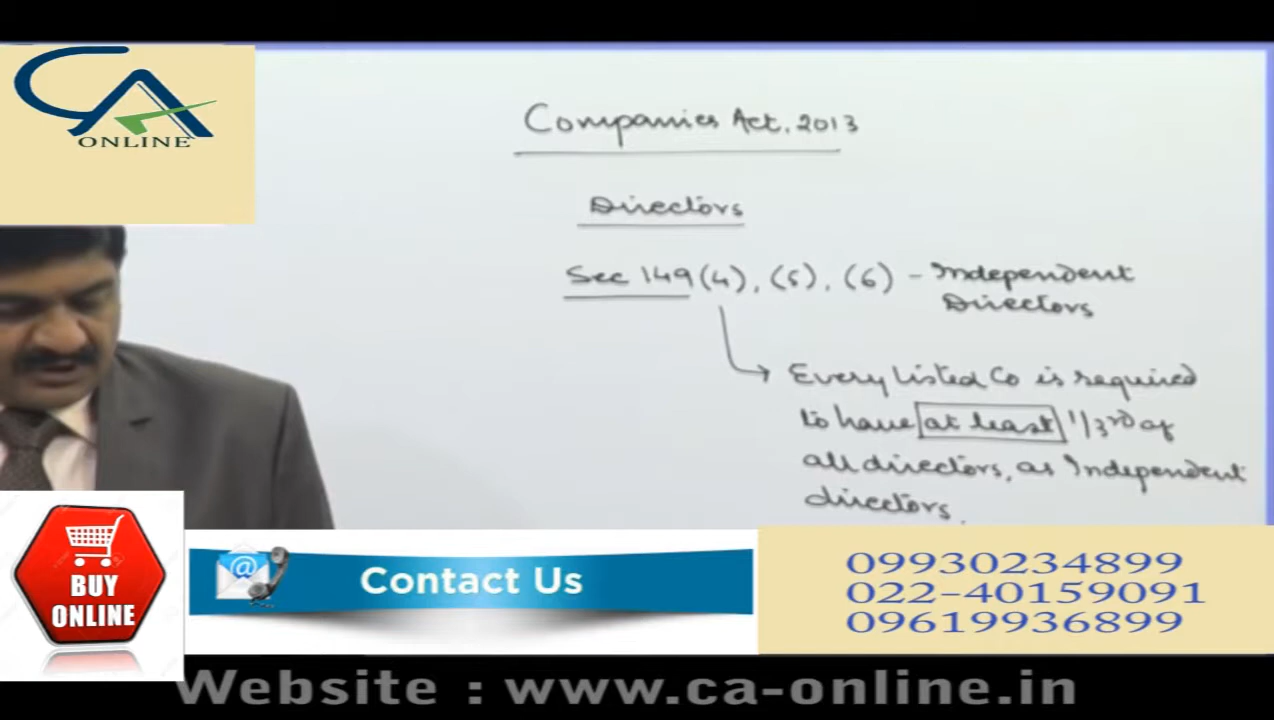 CA
ONLINE
Companies Act, 2013
Directors
Sec 149(4), (5), (6) - Independent
Directors
Every listed Co is required
to have at least 1/3rd of
all directors, as Independent
directors.
BUY
ONLINE
Contact Us
09930234899
022-40159091
09619936899
Website : www.ca-online.in